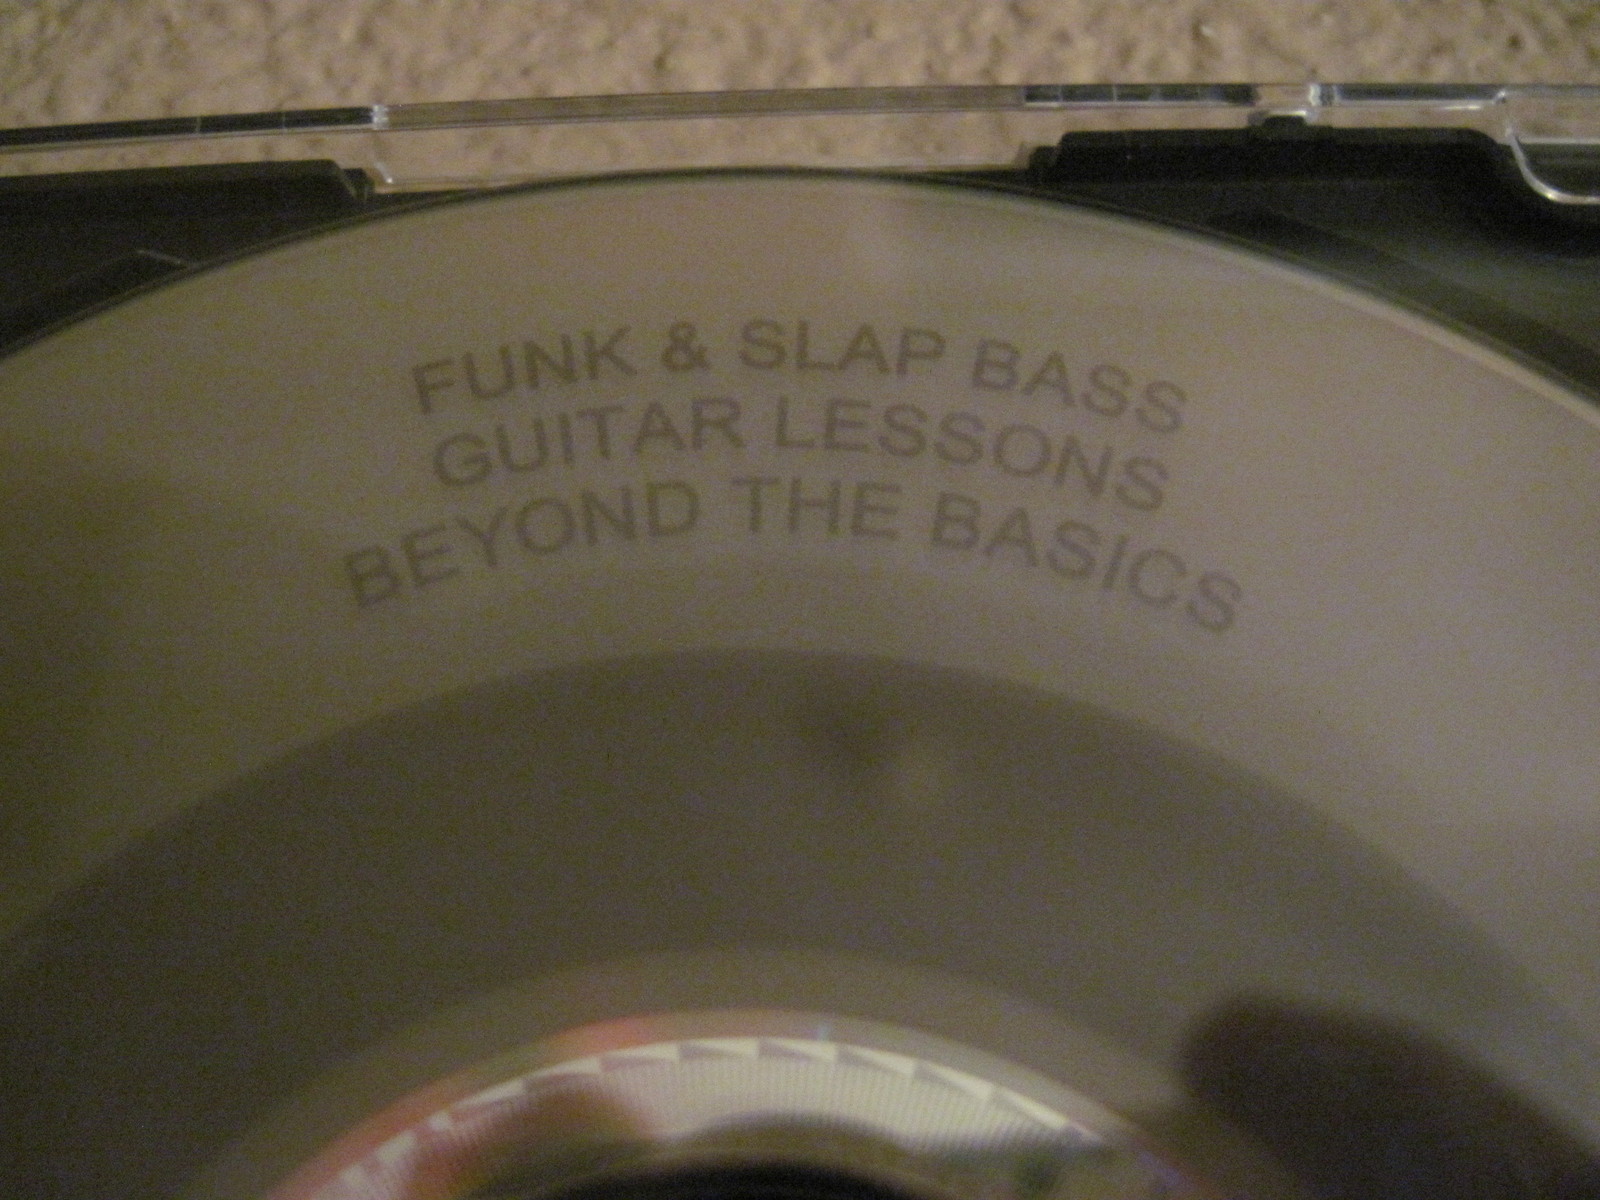 FUNK & SLAP BASS
GUITAR LESSONS
BEYOND THE BASICS